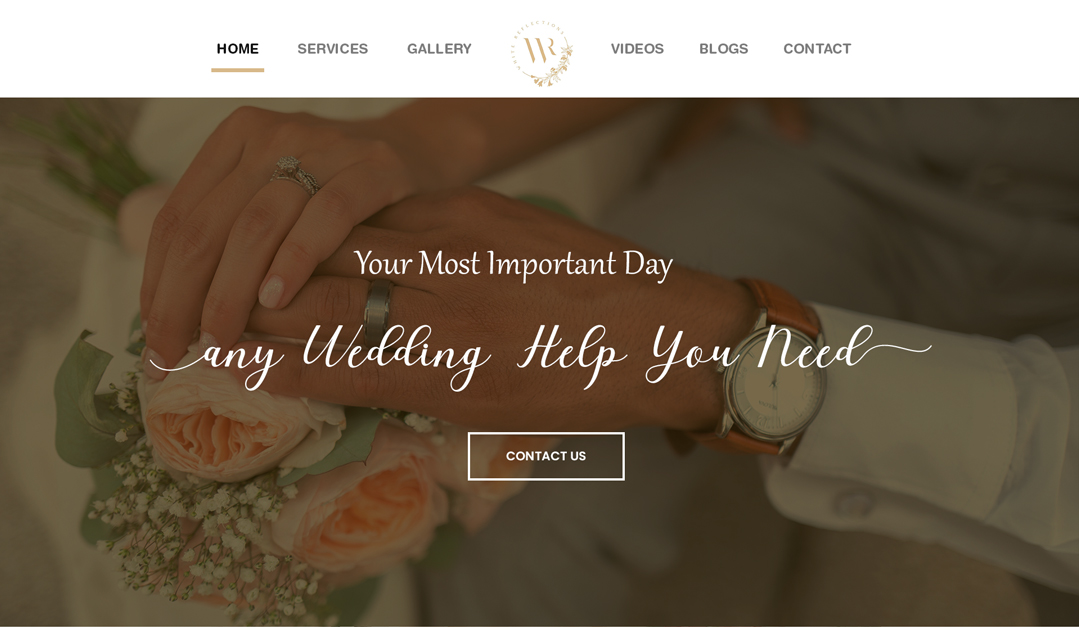 HOME SERVICES GALLERY WR VIDEOS BLOGS CONTACT
Your Most Important Day
any Wedding Help You Need
CONTACT US